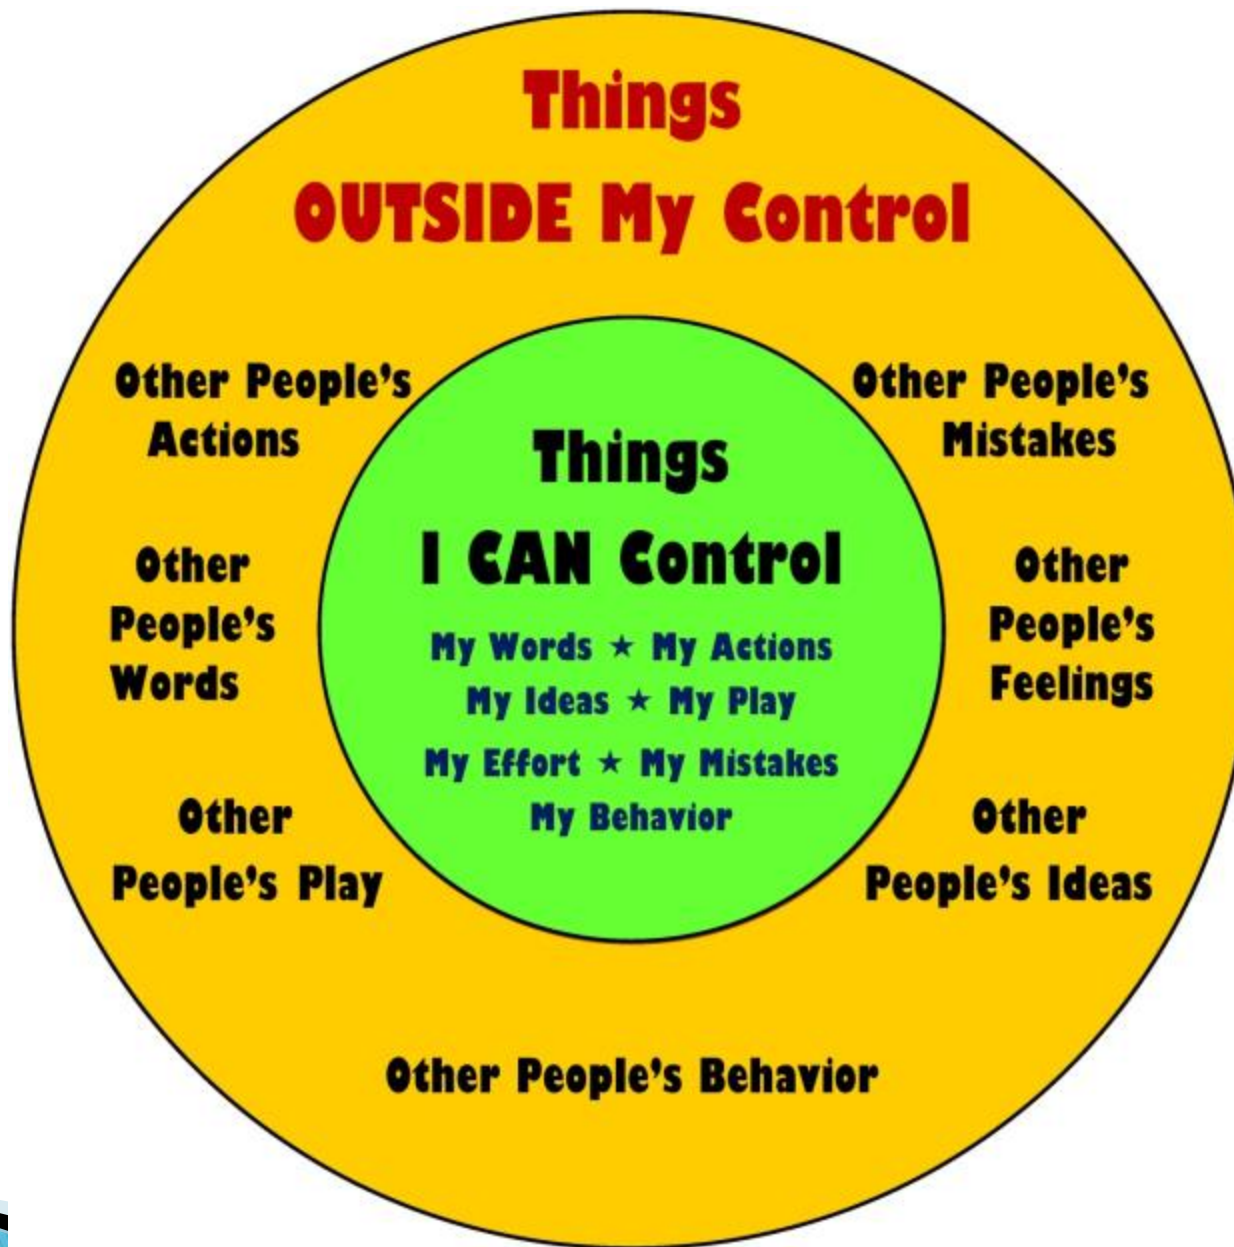 Things
OUTSIDE My Control
Other People's
Actions
Other
People's
Words
Other
People's Play
Things
I CAN Control
My Words ★ My Actions
My Ideas ★ My Play
My Effort ★ My Mistakes
My Behavior
Other People's
Mistakes
Other
People's
Feelings
Other
People's Ideas
Other People's Behavior